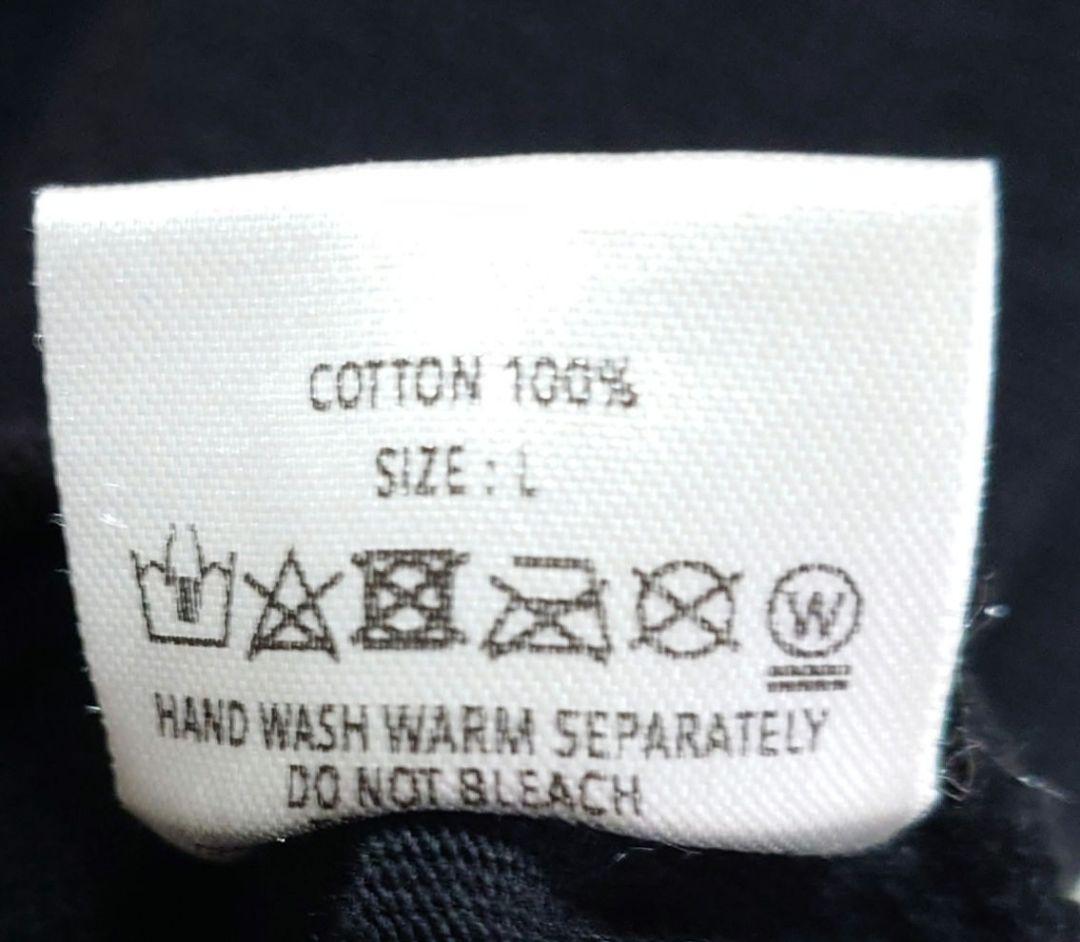 COTTON 100%
SIZE : L
W
HAND WASH WARM SEPARATELY
DO NOT BLEACH